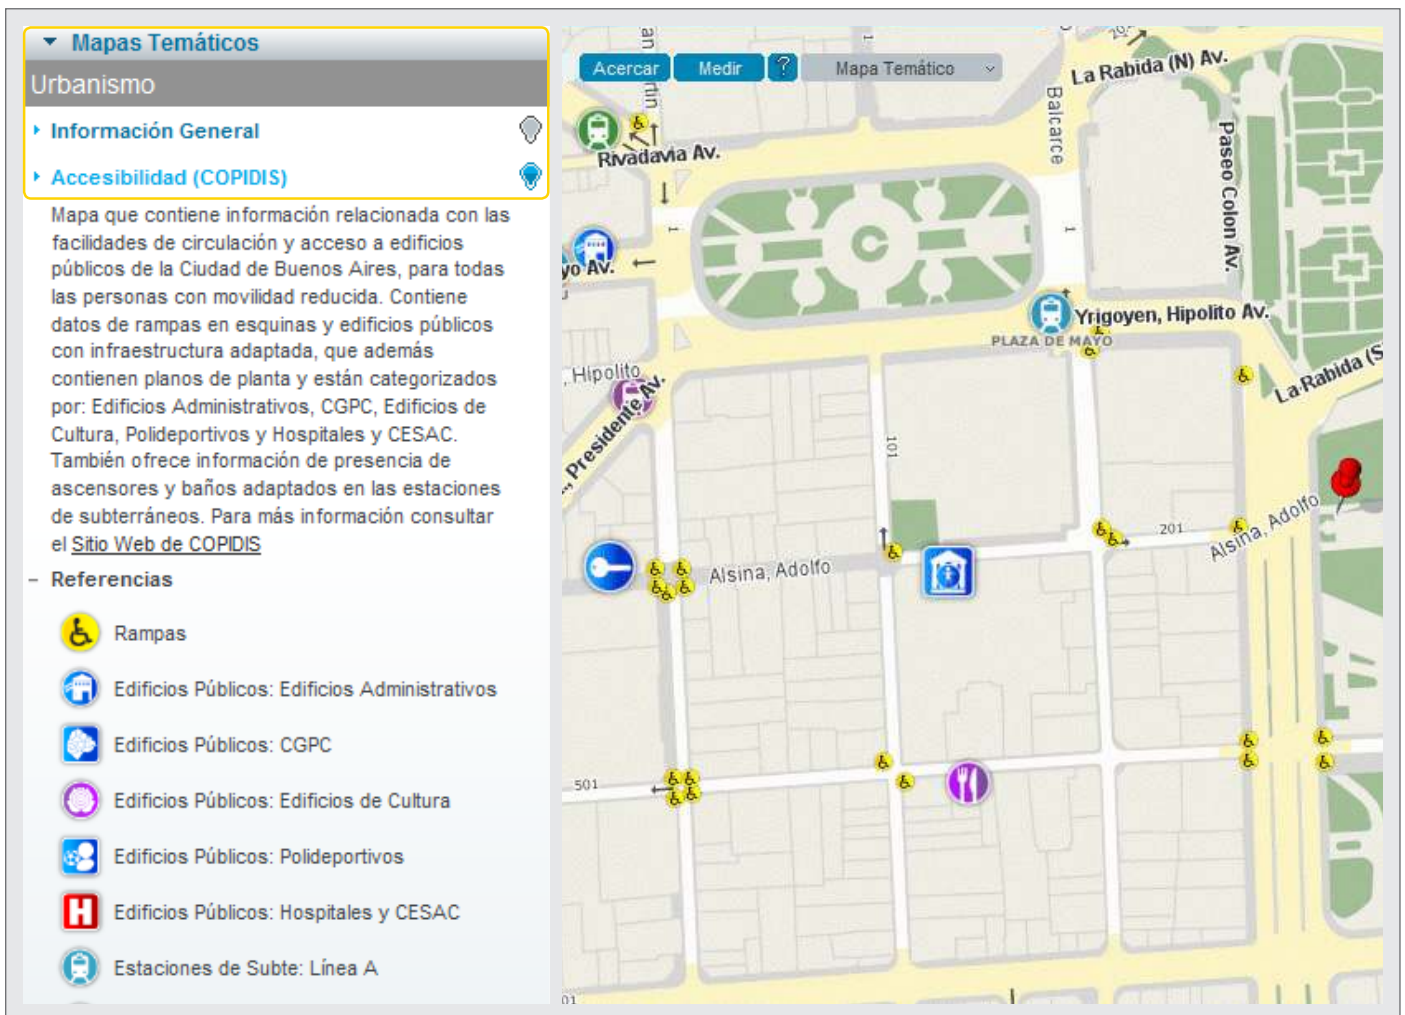 Mapas Temáticos
Urbanismo
Información General
Accesibilidad (COPIDIS)
Mapa que contiene información relacionada con las
facilidades de circulación y acceso a edificios
públicos de la Ciudad de Buenos Aires, para todas
las personas con movilidad reducida. Contiene
datos de rampas en esquinas y edificios públicos
con infraestructura adaptada, que además
contienen planos de planta y están categorizados
por: Edificios Administrativos, CGPC, Edificios de
Cultura, Polideportivos y Hospitales y CESAC.
También ofrece información de presencia de
ascensores y baños adaptados en las estaciones
de subterráneos. Para más información consultar
el Sitio Web de COPIDIS
– Referencias
Rampas
Edificios Públicos: Edificios Administrativos
Edificios Públicos: CGPC
Edificios Públicos: Edificios de Cultura
Edificios Públicos: Polideportivos
H
Edificios Públicos: Hospitales y CESAC
Estaciones de Subte: Línea A
Acercar
Medir
?
Mapa Temático
La Rabida (N) Av.
Balcarce
Paseo Colon Av.
Rivadavia Av.
1
1
1
1
yo Av.
Yrigoyen, Hipolito Av.
PLAZA DE MAYO
, Hipolito
La Rabida (S
, Presidente Av.
101
201
Alsina, Adolfo
Alsina, Adolfo
501
01